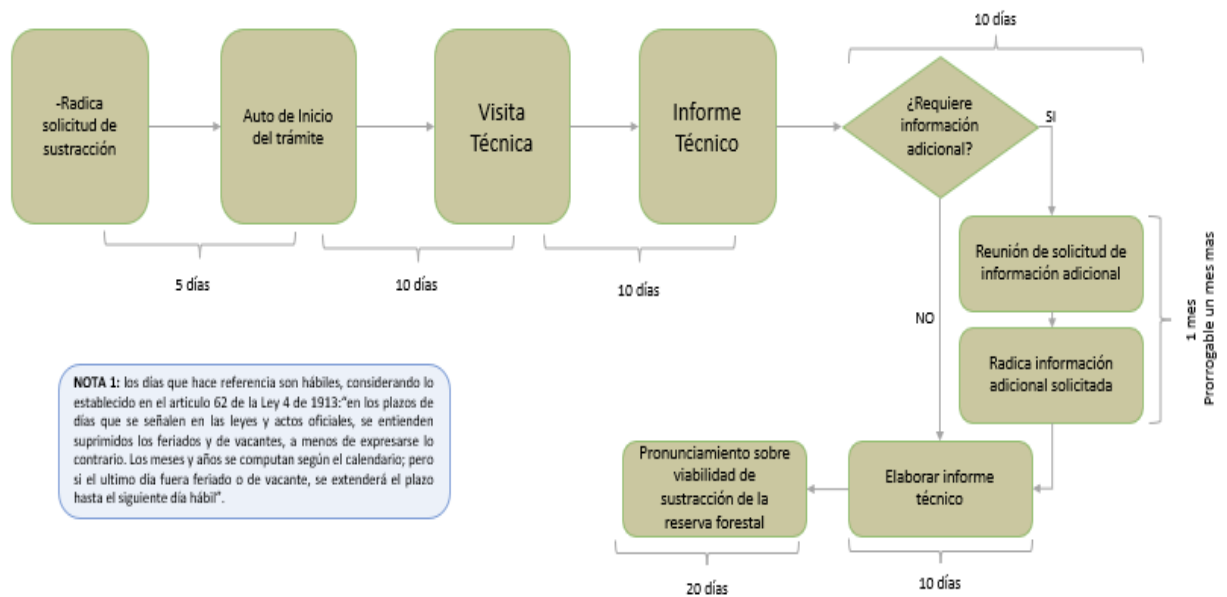 10 días
-Radica
solicitud de
sustracción
Auto de Inicio
del trámite
Visita
Técnica
Informe
Técnico
¿Requiere
información
adicional?
SI
5 días
10 días
10 días
Reunión de solicitud de
información adicional
Radica información
adicional solicitada
1 mes
Prorrogable un mes mas
NO
NOTA 1: los días que hace referencia son hábiles, considerando lo
establecido en el articulo 62 de la Ley 4 de 1913:“en los plazos de
días que se señalen en las leyes y actos oficiales, se entienden
suprimidos los feriados y de vacantes, a menos de expresarse lo
contrario. Los meses y años se computan según el calendario; pero
si el ultimo día fuera feriado o de vacante, se extenderá el plazo
hasta el siguiente día hábil”.
Pronunciamiento sobre
viabilidad de
sustracción de la
reserva forestal
Elaborar informe
técnico
20 días
10 días